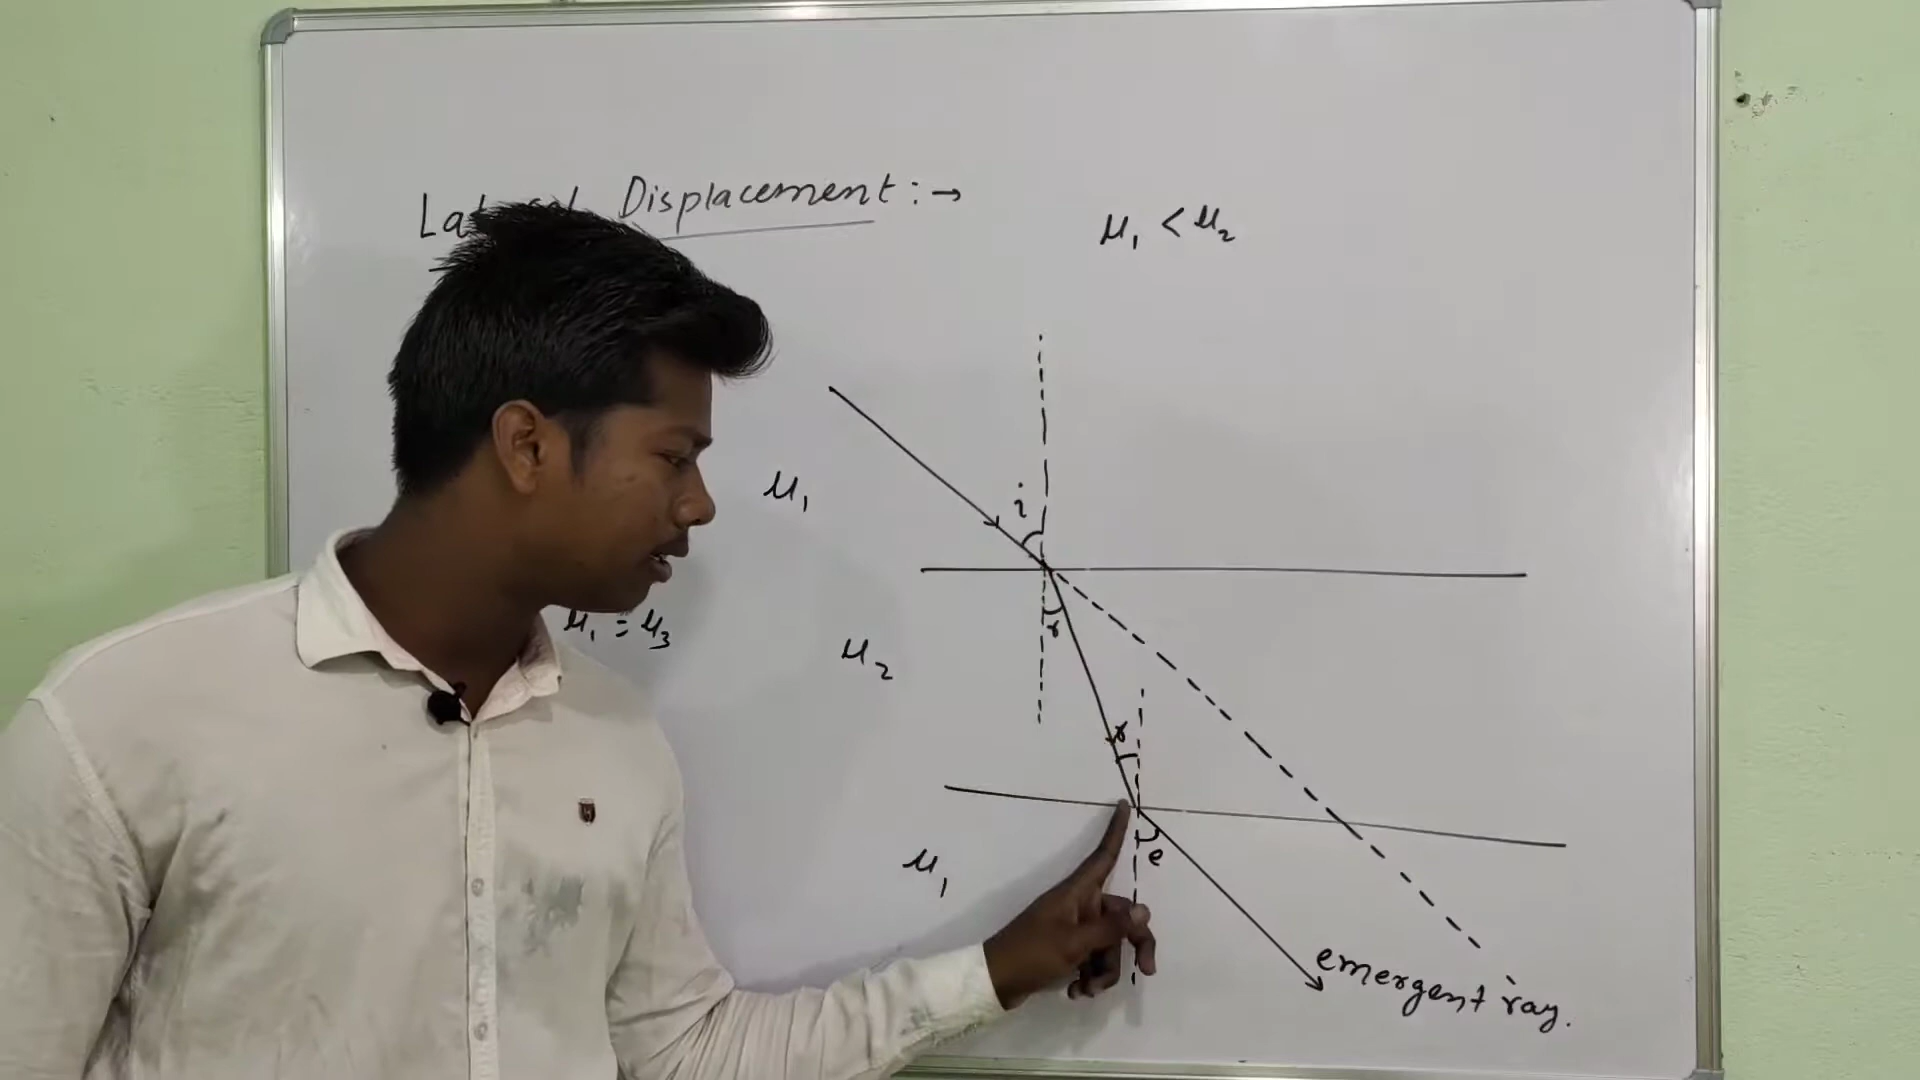 Displacement :→
μ₁ < μ₂
i
μ₁
μ₁ = μ₃
r
μ₂
r
μ₁
e
emergent ray.